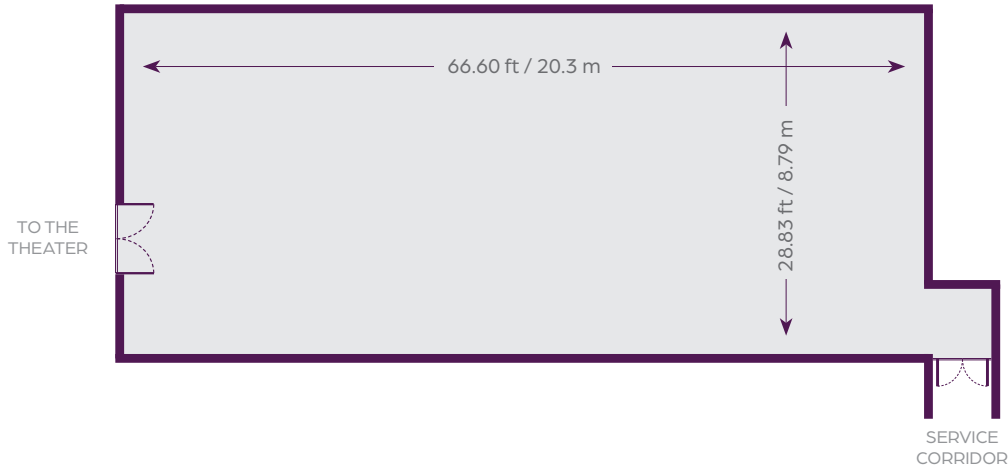 66.60 ft / 20.3 m
28.83 ft / 8.79 m
TO THE
THEATER
SERVICE
CORRIDOR